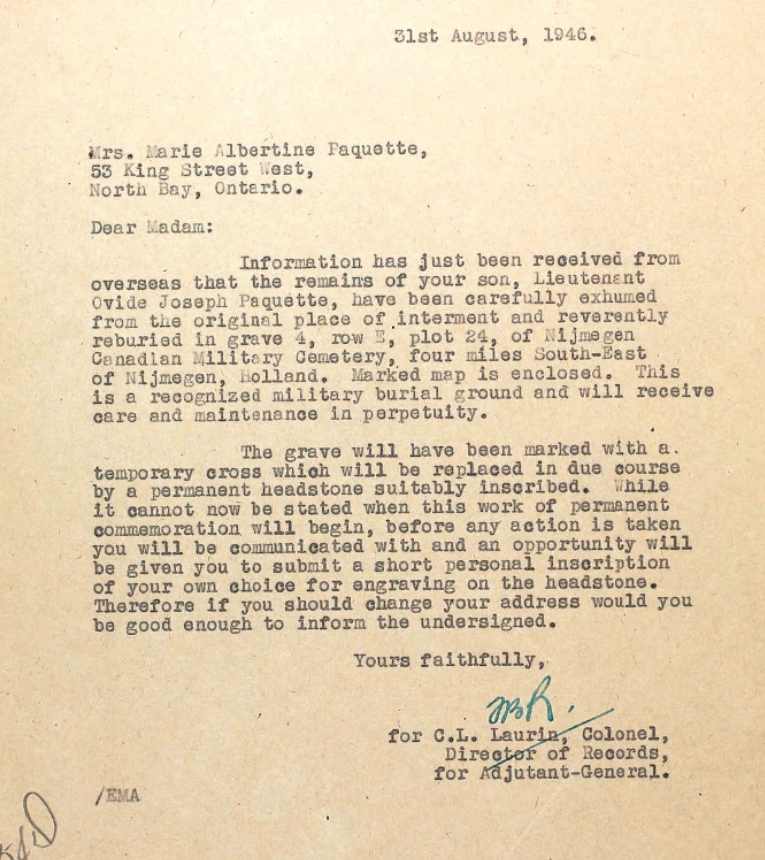 31st August, 1946.
Mrs. Marie Albertine Paquette,
53 King Street West,
North Bay, Ontario.
Dear Madam:
Information has just been received from
overseas that the remains of your son, Lieutenant
Ovide Joseph Paquette, have been carefully exhumed
from the original place of interment and reverently
reburied in grave 4, row E, plot 24, of Nijmegen
Canadian Military Cemetery, four miles South-East
of Nijmegen, Holland. Marked map is enclosed. This
is a recognized military burial ground and will receive
care and maintenance in perpetuity.
The grave will have been marked with a
temporary cross which will be replaced in due course
by a permanent headstone suitably inscribed. While
it cannot now be stated when this work of permanent
commemoration will begin, before any action is taken
you will be communicated with and an opportunity will
be given you to submit a short personal inscription
of your own choice for engraving on the headstone.
Therefore if you should change your address would you
be good enough to inform the undersigned.
Yours faithfully,
for C.L. Laurin, Colonel,
Director of Records,
for Adjutant-General.
/EMA